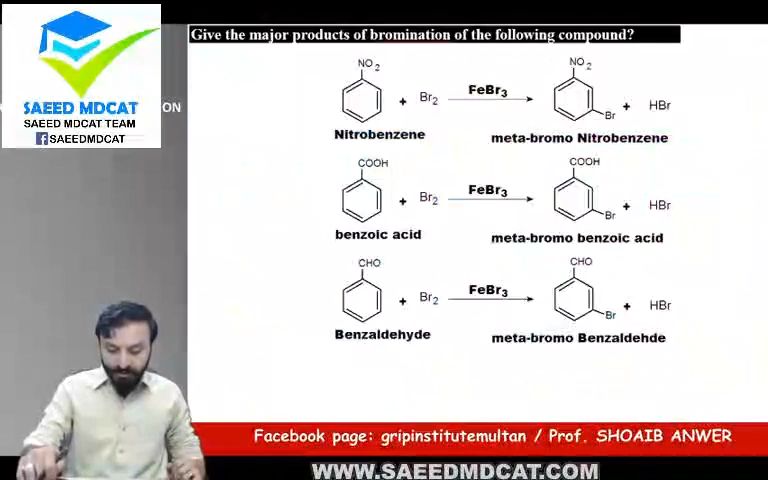 Give the major products of bromination of the following compound?
SAEED MDCAT
SAEED MDCAT TEAM
SAEEDMDCAT
ON
NO2 + Br2 FeBr3 NO2 Br + HBr
Nitrobenzene meta-bromo Nitrobenzene
COOH + Br2 FeBr3 COOH Br + HBr
benzoic acid meta-bromo benzoic acid
CHO + Br2 FeBr3 CHO Br + HBr
Benzaldehyde meta-bromo Benzaldehde
Facebook page: gripinstitutemultan / Prof. SHOAIB ANWER
WWW.SAEEDMDCAT.COM